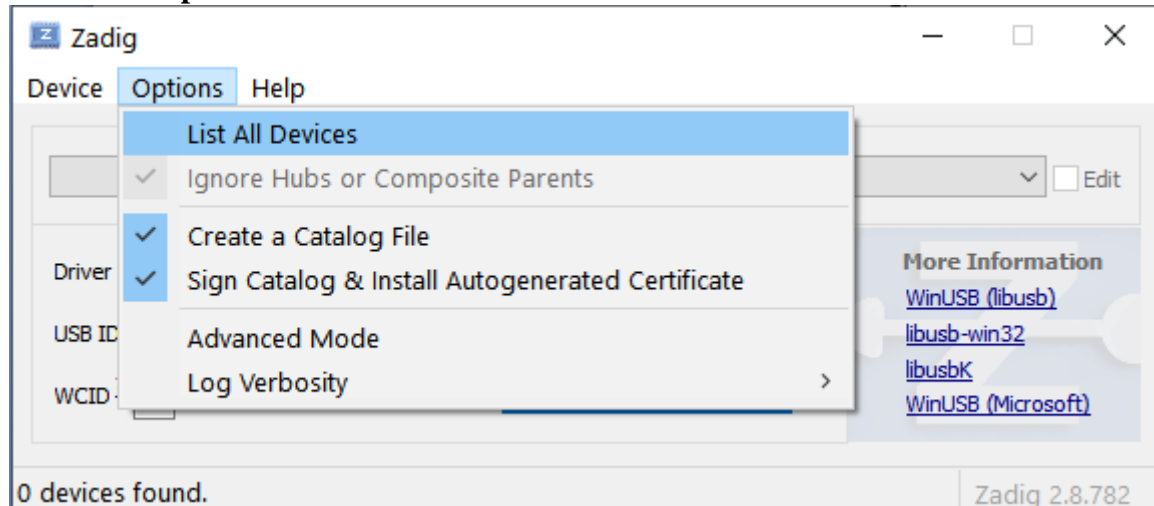 Zadig
Device Options Help
List All Devices
Ignore Hubs or Composite Parents
Edit
Create a Catalog File
Sign Catalog & Install Autogenerated Certificate
Advanced Mode
Log Verbosity
Driver
USB ID
WCID
More Information
WinUSB (libusb)
libusb-win32
libusbK
WinUSB (Microsoft)
0 devices found.
Zadig 2.8.782